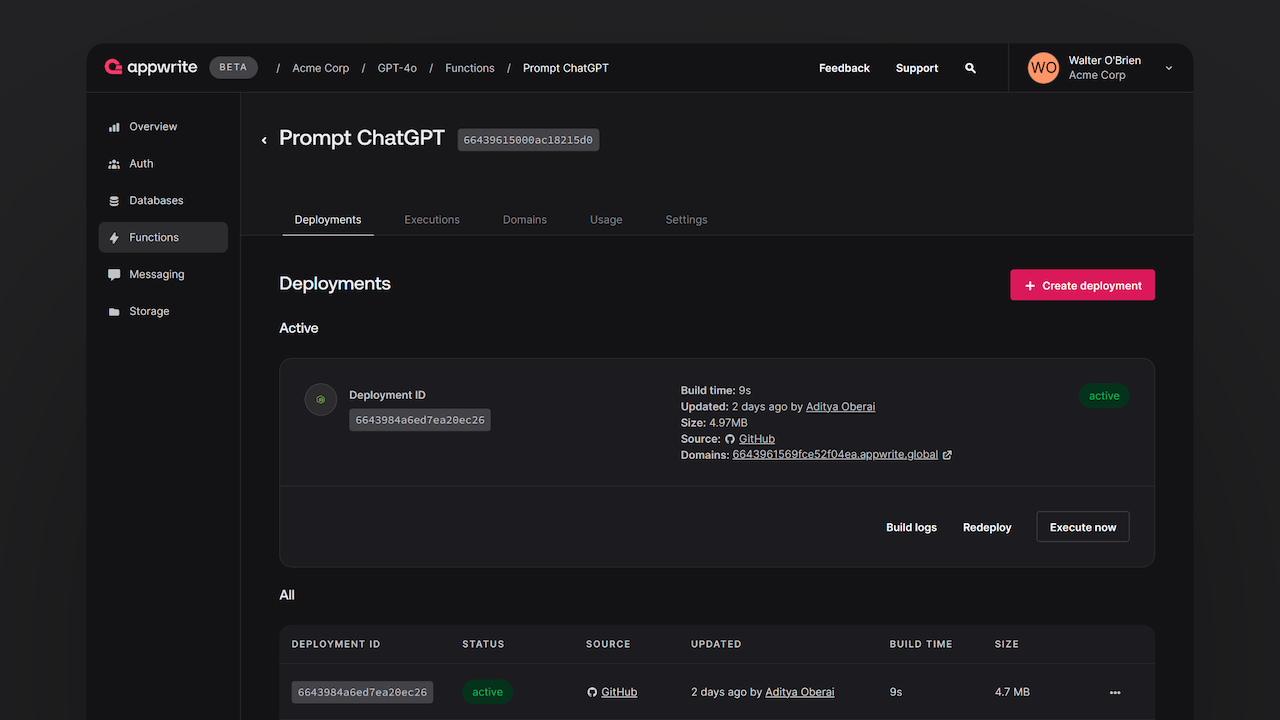 appwrite BETA / Acme Corp / GPT-4o / Functions / Prompt ChatGPT Feedback Support WO Walter O'Brien
Acme Corp
Overview
Auth
Databases
Functions
Messaging
Storage
Prompt ChatGPT 66439615000ac18215d0
Deployments Executions Domains Usage Settings
Deployments + Create deployment
Active
Deployment ID
6643984a6ed7ea20ec26
Build time: 9s
Updated: 2 days ago by Aditya Oberai
Size: 4.97MB
Source: GitHub
Domains: 6643961569fce52f04ea.appwrite.global
active
Build logs Redeploy Execute now
All
DEPLOYMENT ID STATUS SOURCE UPDATED BUILD TIME SIZE
6643984a6ed7ea20ec26 active GitHub 2 days ago by Aditya Oberai 9s 4.7 MB